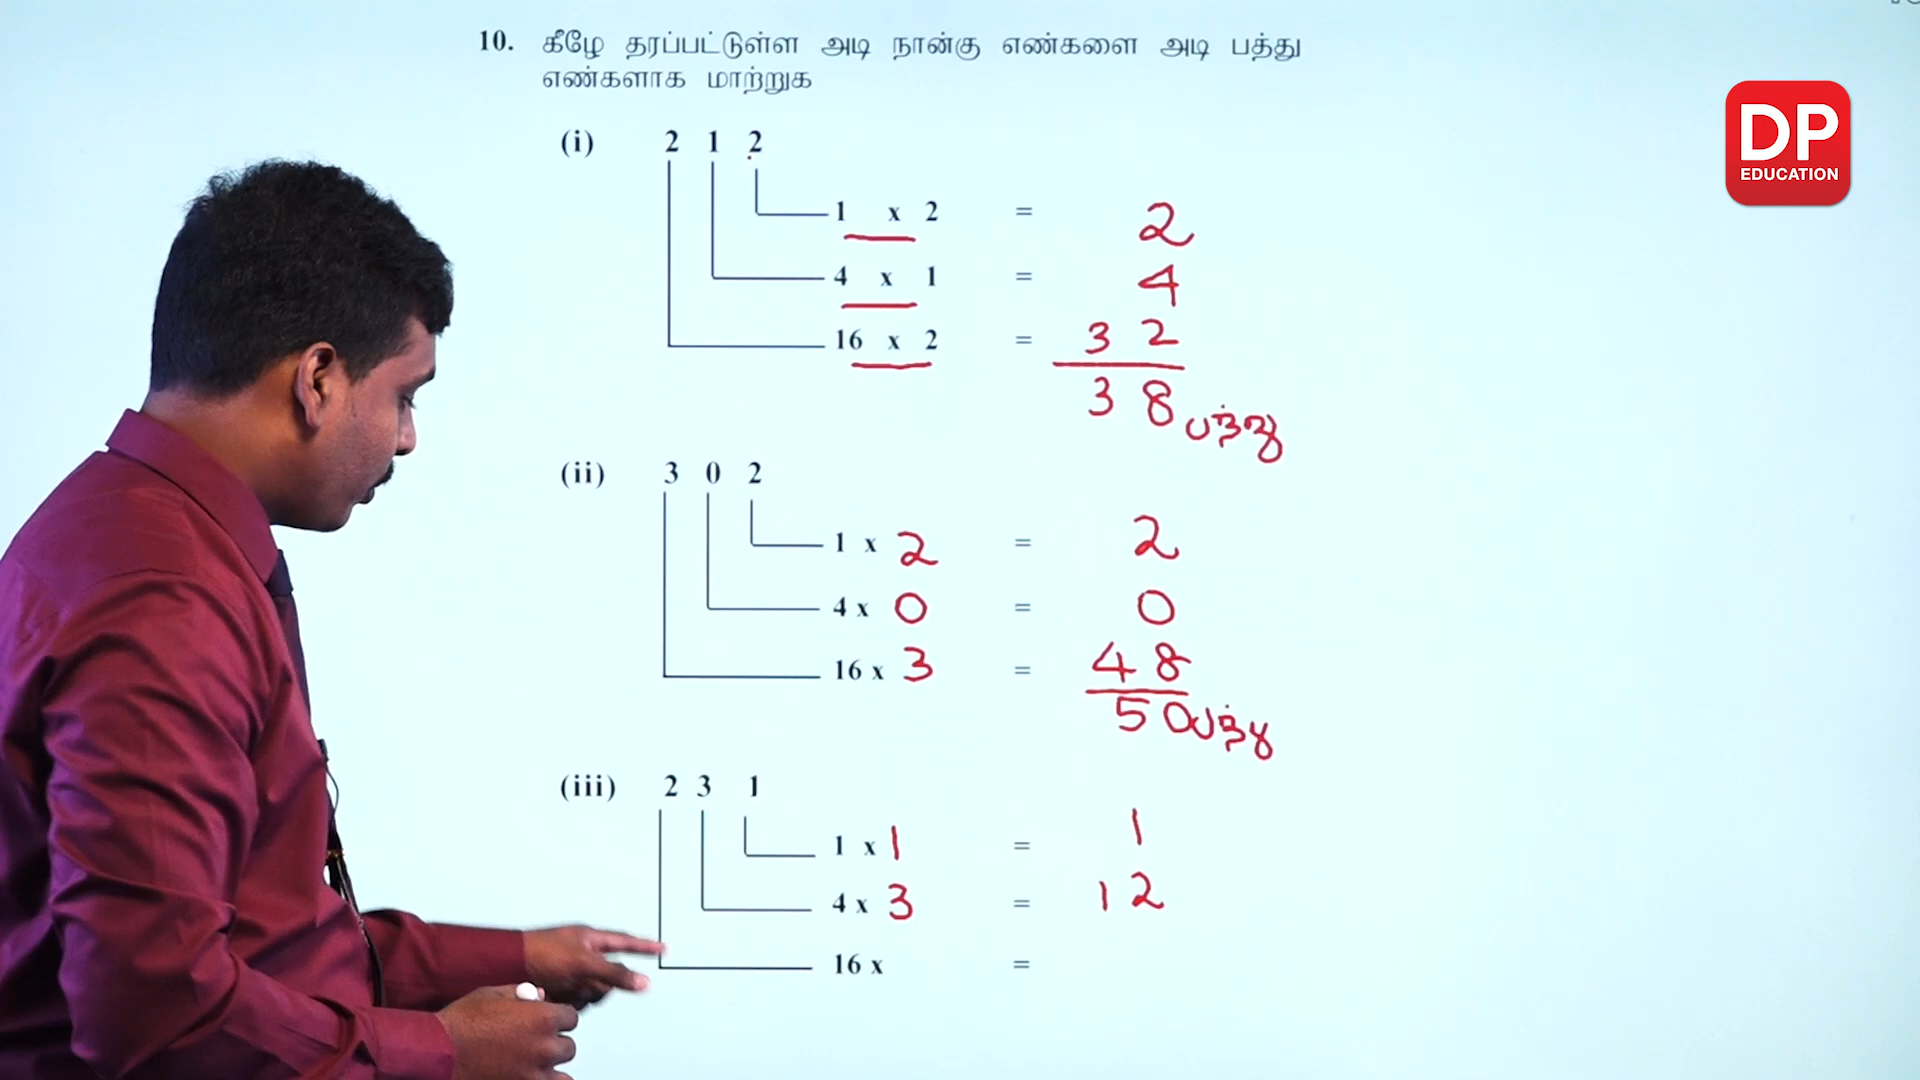 10. கீழே தரப்பட்டுள்ள அடி நான்கு எண்களை அடி பத்து
எண்களாக மாற்றுக
DP
EDUCATION
(i) 2 1 2
1 x 2 = 2
4 x 1 = 4
16 x 2 = 32
38 பத்து
(ii) 3 0 2
1 x 2 = 2
4 x 0 = 0
16 x 3 = 48
50 பத்து
(iii) 2 3 1
1 x 1 = 1
4 x 3 = 12
16 x =